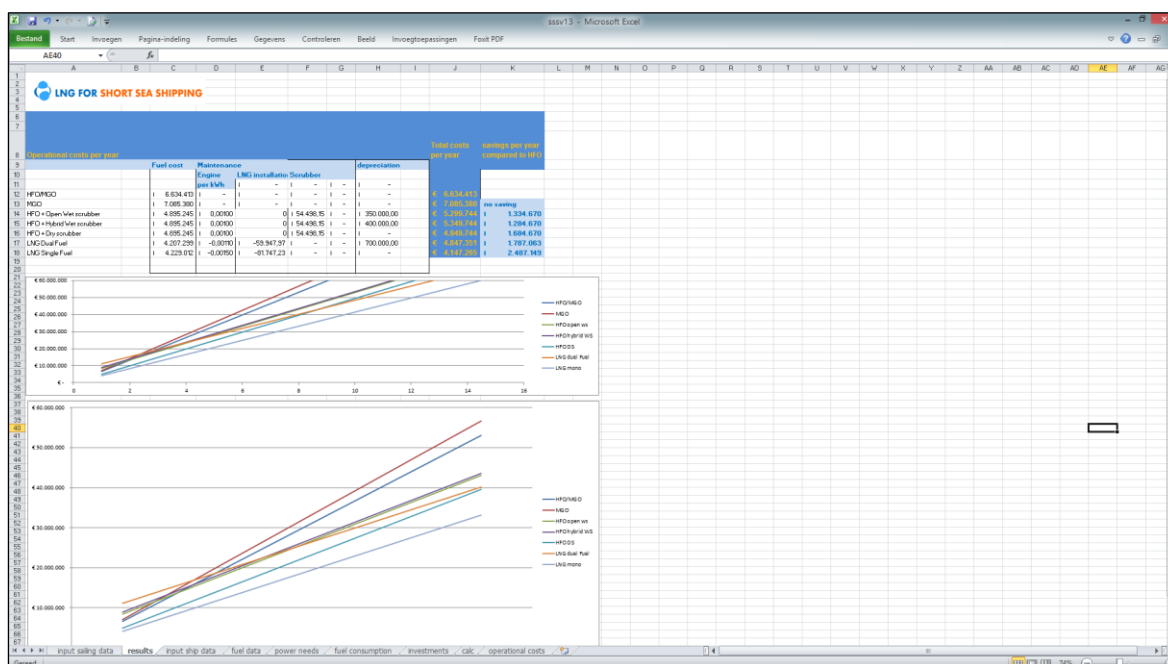 sssv13 - Microsoft Excel
Bestand Start Invoegen Pagina-indeling Formules Gegevens Controleren Beeld Invoegtoepassingen Foxit PDF
AE40 fx
A B C D E F G H I J K L M N O P Q R S T U V W X Y Z AA AB AC AD AE AF AG
LNG FOR SHORT SEA SHIPPING
Total costs savings per year
Operational costs per year per year compared to HFO
Fuel cost Maintenance depreciation
Engine LNG installatio Scrubber
per kWh - - - -
HFO/MGO 6.634.413 - - - - - € 6.634.413
MGO 7.085.380 - - - - - € 7.085.380 no saving
HFO + Open Wet scrubber 4.895.245 0,00100 0 54.498,15 - 350.000,00 € 5.299.744 1.334.670
HFO + Hybrid Wet scrubber 4.895.245 0,00100 0 54.498,15 - 400.000,00 € 5.349.744 1.284.670
HFO + Dry scrubber 4.895.245 0,00100 0 54.498,15 - - € 4.949.744 1.684.670
LNG Dual Fuel 4.207.299 -0,00110 -59.947,97 - - 700.000,00 € 4.847.351 1.787.063
LNG Single Fuel 4.229.012 -0,00150 -81.747,23 - - - € 4.147.265 2.487.149
€ 60.000.000
€ 50.000.000
€ 40.000.000
€ 30.000.000
€ 20.000.000
€ 10.000.000
€ -
0 2 4 6 8 10 12 14 16
HFO/MGO
MGO
HFO open ws
HFO hybrid WS
HFO DS
LNG dual Fuel
LNG mono
€ 60.000.000
€ 50.000.000
€ 40.000.000
€ 30.000.000
€ 20.000.000
€ 10.000.000
HFO/MGO
MGO
HFO open ws
HFO hybrid WS
HFO DS
LNG dual Fuel
LNG mono
input sailing data results input ship data fuel data power needs fuel consumption investments calc operational costs
Gereed 74%